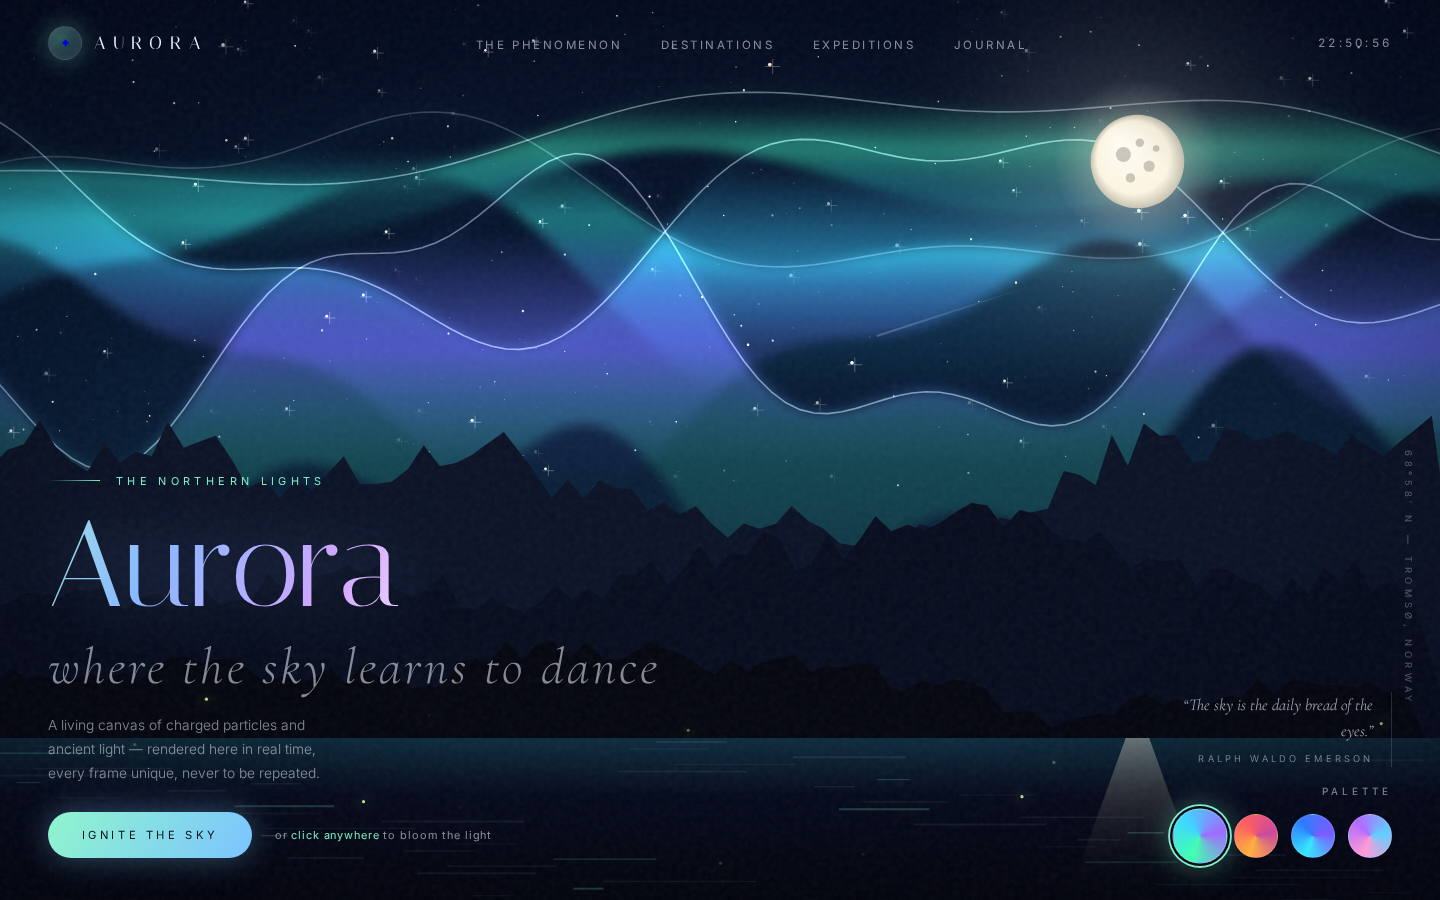 AURORA
THE PHENOMENON
DESTINATIONS
EXPEDITIONS
JOURNAL
22:50:56
THE NORTHERN LIGHTS
Aurora
where the sky learns to dance
A living canvas of charged particles and
ancient light — rendered here in real time,
every frame unique, never to be repeated.
IGNITE THE SKY
or click anywhere to bloom the light
68°58′ N — TROMSØ, NORWAY
“The sky is the daily bread of the
eyes.”
RALPH WALDO EMERSON
PALETTE